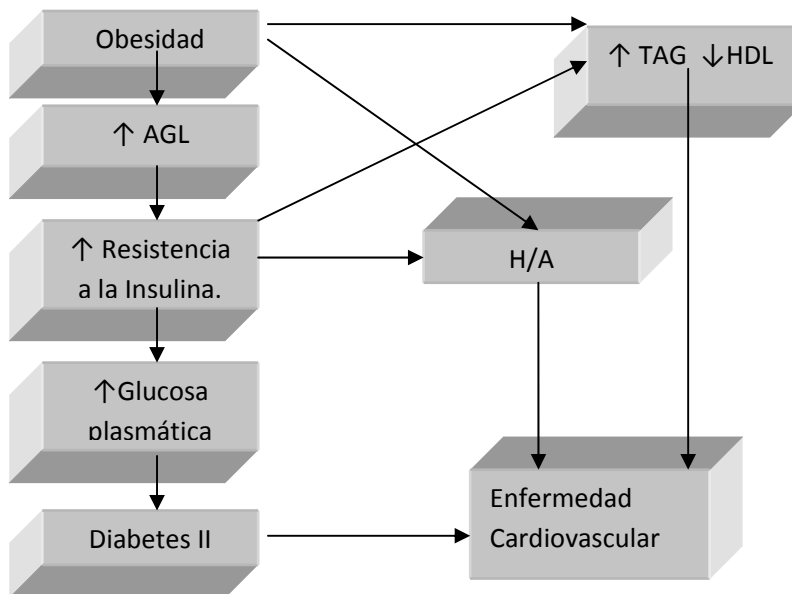 Obesidad
↑ TAG ↓HDL
↑ AGL
↑ Resistencia
a la Insulina.
H/A
↑Glucosa
plasmática
Diabetes II
Enfermedad
Cardiovascular